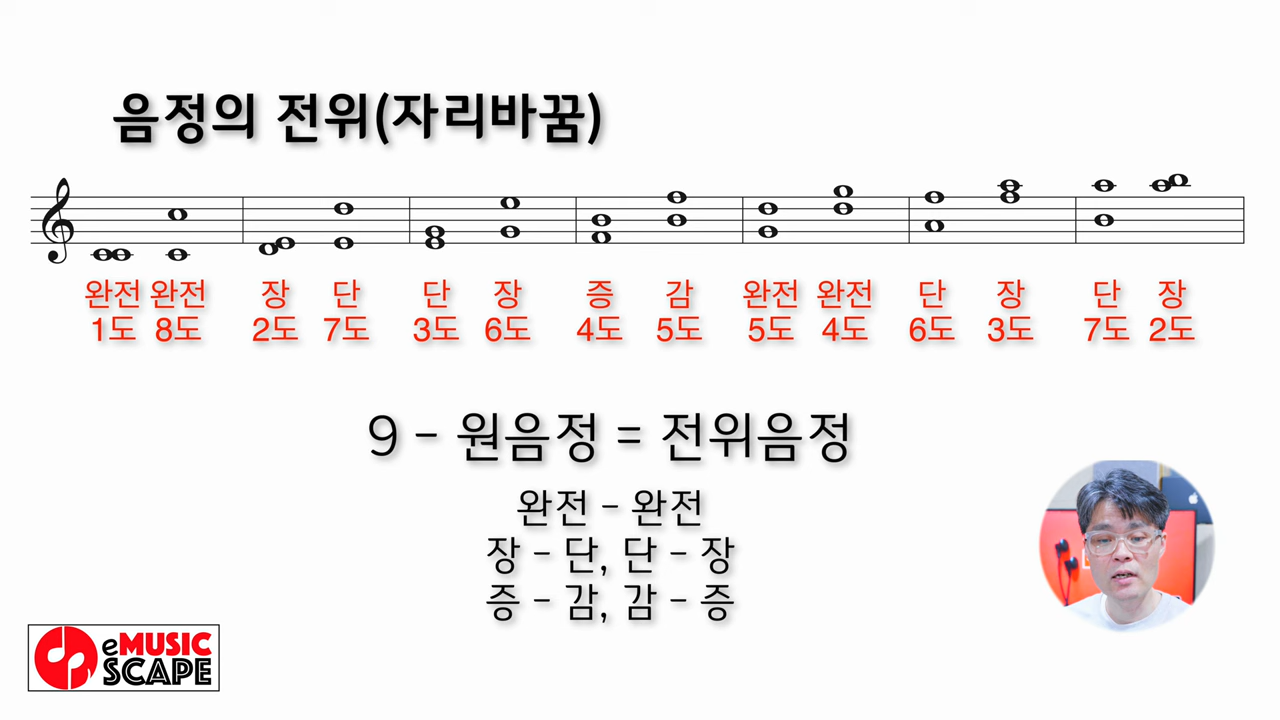 음정의 전위(자리바꿈)
완전 완전 장 단 단 장 증 감 완전 완전 단 장 단 장
1도 8도 2도 7도 3도 6도 4도 5도 5도 4도 6도 3도 7도 2도
9 - 원음정 = 전위음정
완전 - 완전
장 - 단, 단 - 장
증 - 감, 감 - 증
eMUSIC
SCAPE